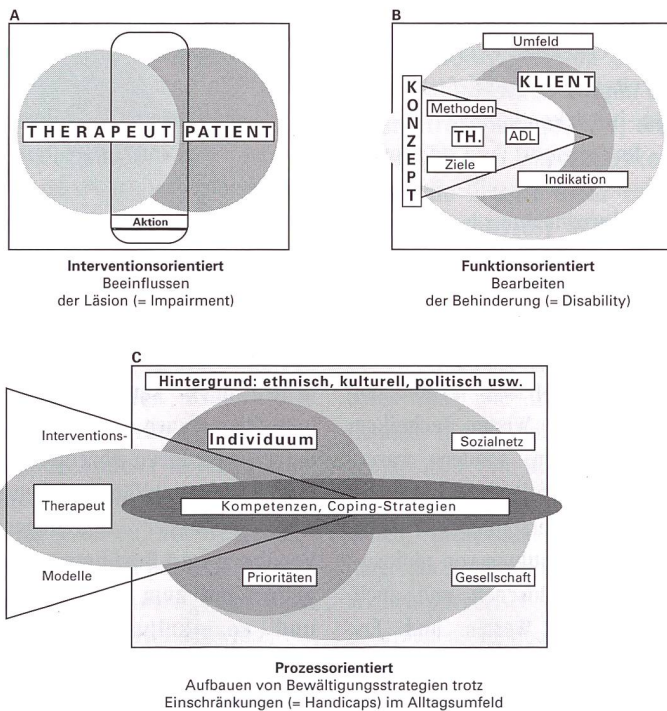 A
THERAPEUT
PATIENT
Aktion
Interventionsorientiert
Beeinflussen
der Läsion (= Impairment)
B
Umfeld
KLIENT
KONZEPT
Methoden
TH.
ADL
Ziele
Indikation
Funktionsorientiert
Bearbeiten
der Behinderung (= Disability)
C
Hintergrund: ethnisch, kulturell, politisch usw.
Interventions-
Individuum
Sozialnetz
Therapeut
Kompetenzen, Coping-Strategien
Modelle
Prioritäten
Gesellschaft
Prozessorientiert
Aufbauen von Bewältigungsstrategien trotz
Einschränkungen (= Handicaps) im Alltagsumfeld